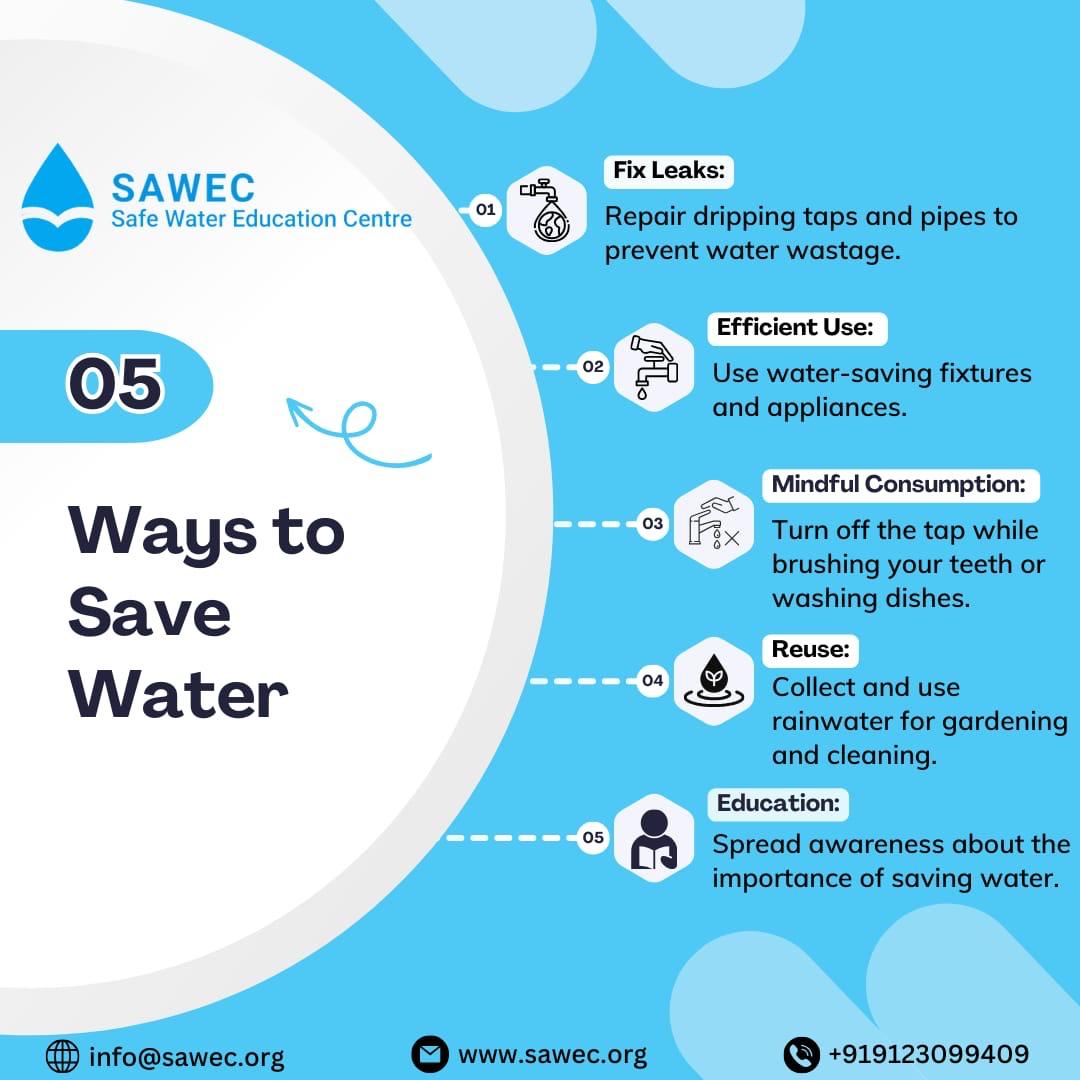 SAWEC
Safe Water Education Centre
05
Ways to
Save
Water
01
Fix Leaks:
Repair dripping taps and pipes to
prevent water wastage.
02
Efficient Use:
Use water-saving fixtures
and appliances.
03
Mindful Consumption:
Turn off the tap while
brushing your teeth or
washing dishes.
04
Reuse:
Collect and use
rainwater for gardening
and cleaning.
05
Education:
Spread awareness about the
importance of saving water.
info@sawec.org
www.sawec.org
+919123099409